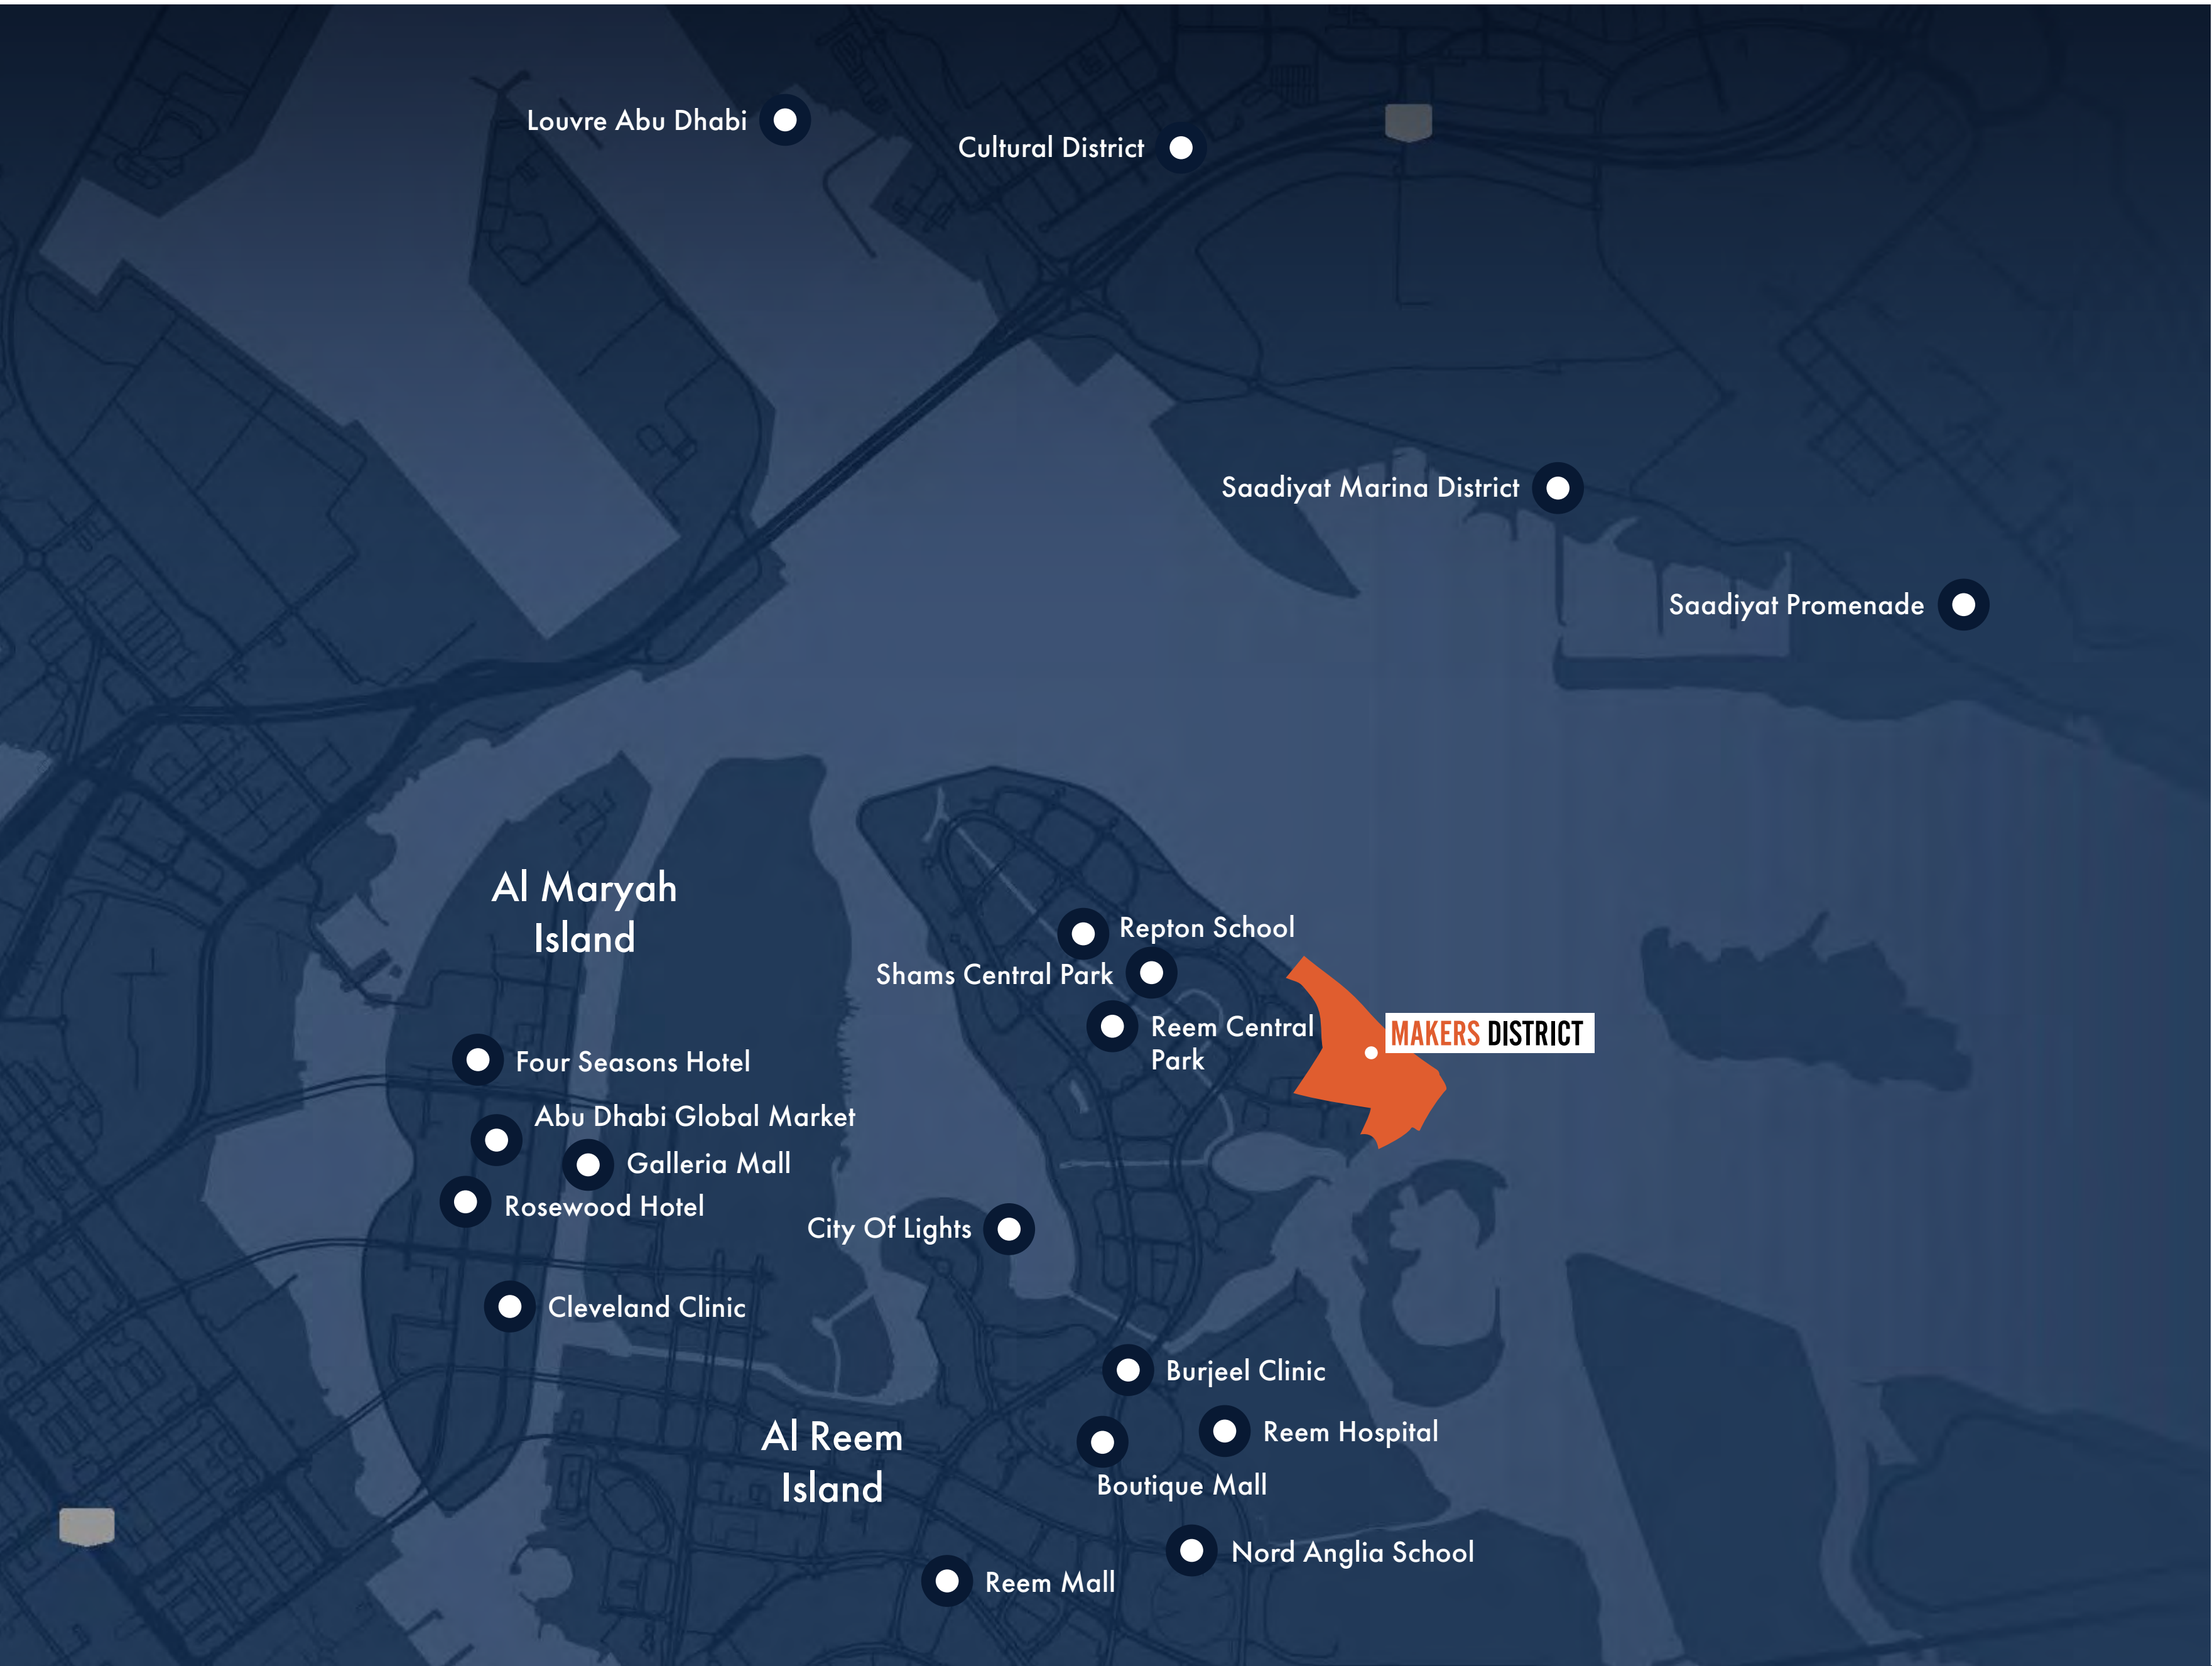 Louvre Abu Dhabi
Cultural District
Saadiyat Marina District
Saadiyat Promenade
Al Maryah
Island
Repton School
Shams Central Park
Reem Central
Park
MAKERS DISTRICT
Four Seasons Hotel
Abu Dhabi Global Market
Galleria Mall
Rosewood Hotel
City Of Lights
Cleveland Clinic
Burjeel Clinic
Al Reem
Island
Reem Hospital
Boutique Mall
Nord Anglia School
Reem Mall